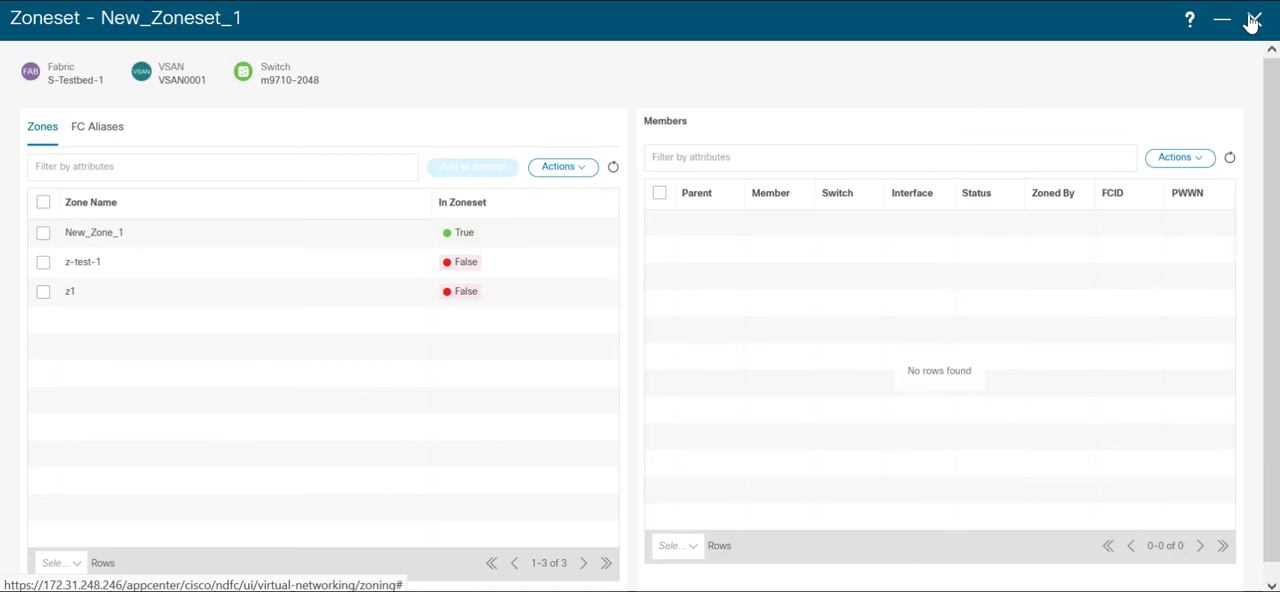 Zoneset - New_Zoneset_1
?
FAB
Fabric
S-Testbed-1
VSAN
VSAN
VSAN0001
Switch
m9710-2048
Zones
FC Aliases
Filter by attributes
Add to zoneset
Actions
Zone Name
In Zoneset
New_Zone_1
True
z-test-1
False
z1
False
Sele...
Rows
1-3 of 3
https://172.31.248.246/appcenter/cisco/ndfc/ui/virtual-networking/zoning#
Members
Filter by attributes
Actions
Parent
Member
Switch
Interface
Status
Zoned By
FCID
PWWN
No rows found
Sele...
Rows
0-0 of 0